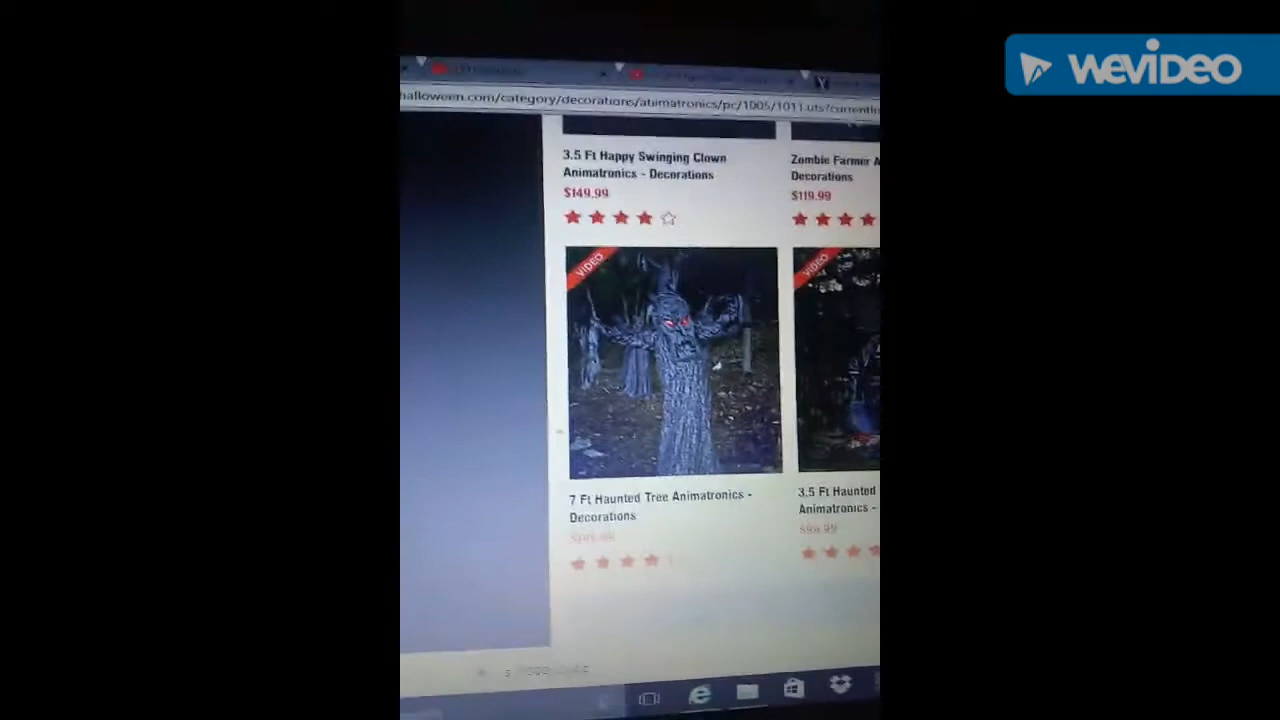 WEVIDEO
halloween.com/category/decorations/animatronics/pc/1005/1011.uts?currentIn
3.5 Ft Happy Swinging Clown
Animatronics - Decorations
$149.99
Zombie Farmer A
Decorations
$119.99
VIDEO
VIDEO
7 Ft Haunted Tree Animatronics -
Decorations
3.5 Ft Haunted
Animatronics -
$99.99